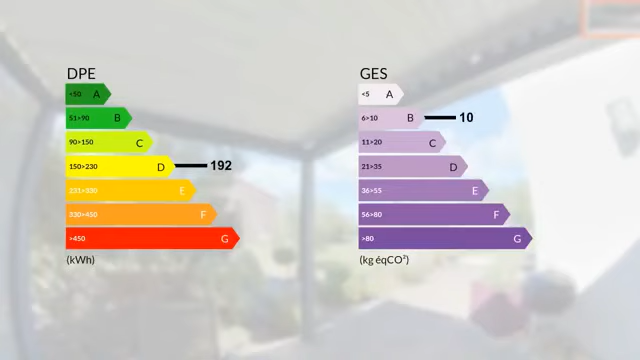 DPE
<50 A
51>90 B
90>150 C
150>230 D 192
231>330 E
330>450 F
>450 G
(kWh)
GES
<5 A
6>10 B 10
11>20 C
21>35 D
36>55 E
56>80 F
>80 G
(kg éqCO²)